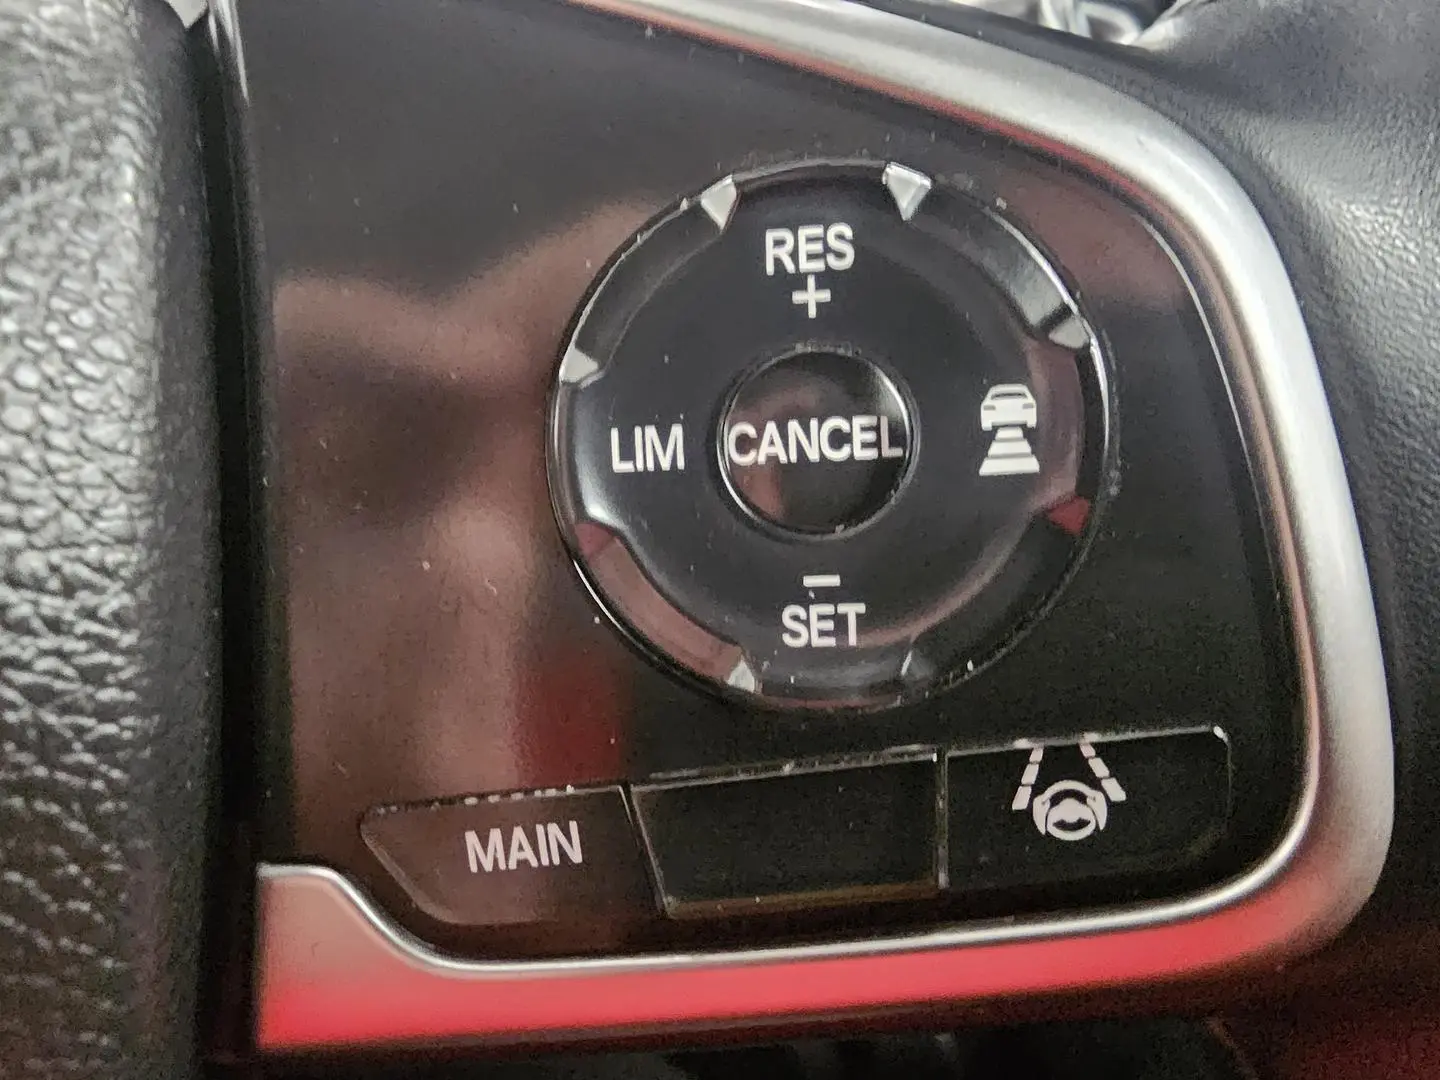 RES
+
LIM
CANCEL
−
SET
MAIN